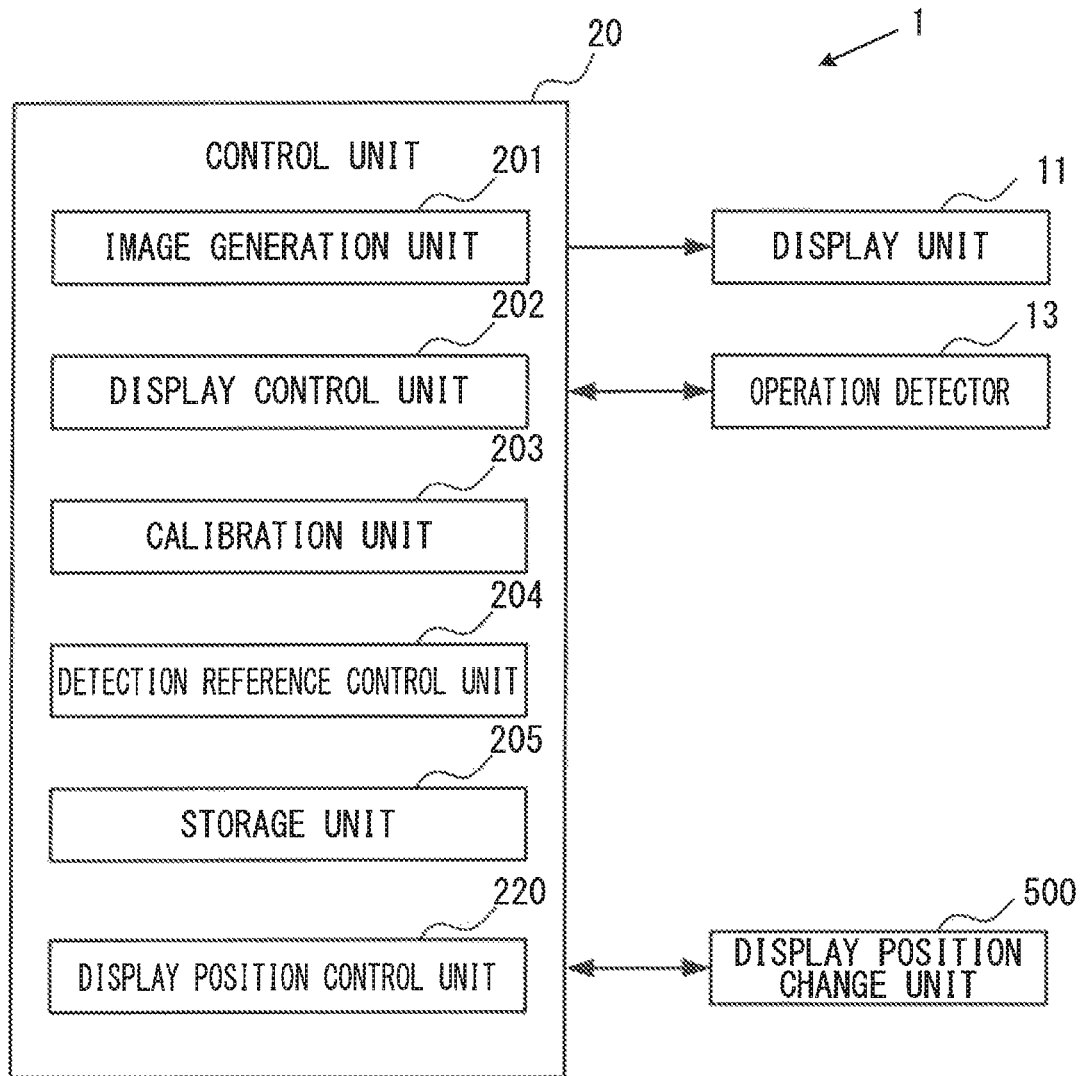 1
20
CONTROL UNIT
201
IMAGE GENERATION UNIT
11
DISPLAY UNIT
202
DISPLAY CONTROL UNIT
13
OPERATION DETECTOR
203
CALIBRATION UNIT
204
DETECTION REFERENCE CONTROL UNIT
205
STORAGE UNIT
220
DISPLAY POSITION CONTROL UNIT
500
DISPLAY POSITION
CHANGE UNIT